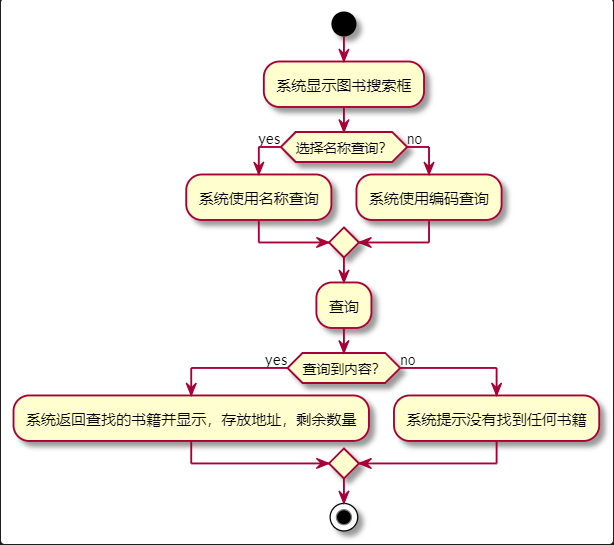 系统显示图书搜索框
yes
选择名称查询？
no
系统使用名称查询
系统使用编码查询
查询
yes
查询到内容？
no
系统返回查找的书籍并显示，存放地址，剩余数量
系统提示没有找到任何书籍